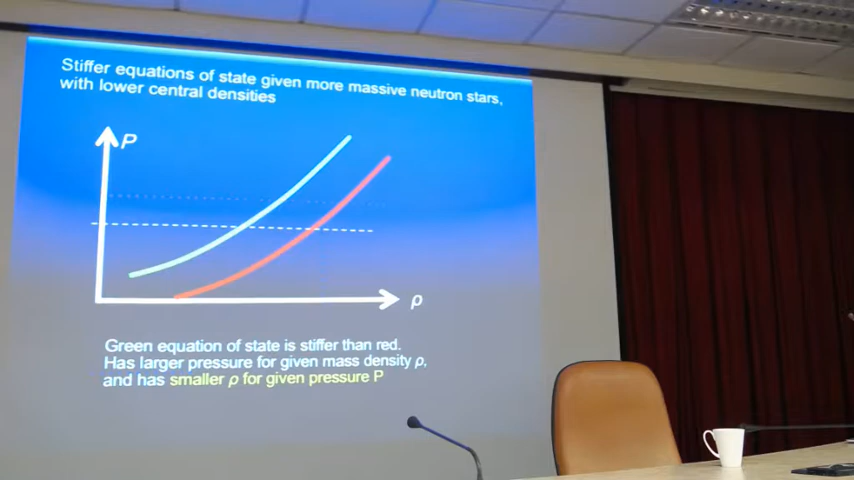 Stiffer equations of state given more massive neutron stars,
with lower central densities
P
ρ
Green equation of state is stiffer than red.
Has larger pressure for given mass density ρ,
and has smaller ρ for given pressure P